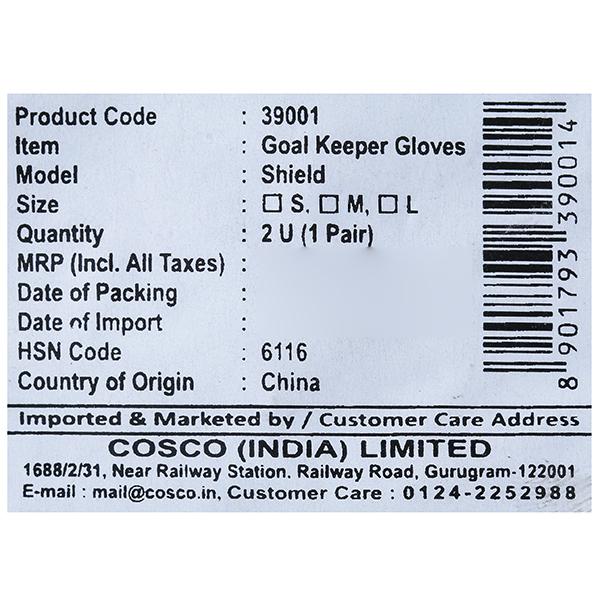 Product Code : 39001
Item : Goal Keeper Gloves
Model : Shield
Size : ☐ S, ☐ M, ☐ L
Quantity : 2 U (1 Pair)
MRP (Incl. All Taxes) :
Date of Packing :
Date of Import :
HSN Code : 6116
Country of Origin : China
8 901793 390014
Imported & Marketed by / Customer Care Address
COSCO (INDIA) LIMITED
1688/2/31, Near Railway Station, Railway Road, Gurugram-122001
E-mail : mail@cosco.in, Customer Care : 0124-2252988